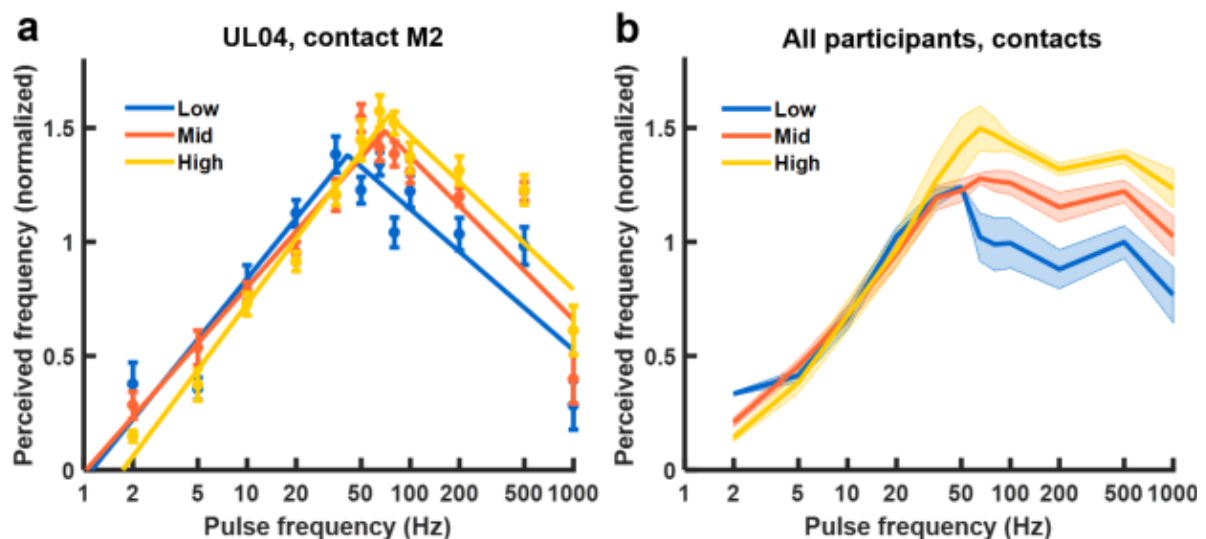 a
UL04, contact M2
Perceived frequency (normalized)
Low
Mid
High
1.5
1
0.5
0
1 2 5 10 20 50 100 200 500 1000
Pulse frequency (Hz)
b
All participants, contacts
Perceived frequency (normalized)
Low
Mid
High
1.5
1
0.5
0
1 2 5 10 20 50 100 200 500 1000
Pulse frequency (Hz)